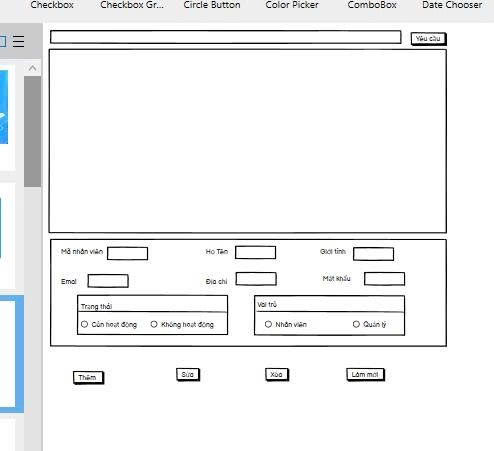 Checkbox Checkbox Gr... Circle Button Color Picker ComboBox Date Chooser
Yêu cầu
Mã nhân viên Họ Tên Giới tính
Email Địa chỉ Mật khẩu
Trạng thái Vai trò
Còn hoạt động Không hoạt động Nhân viên Quản lý
Thêm Sửa Xóa Làm mới